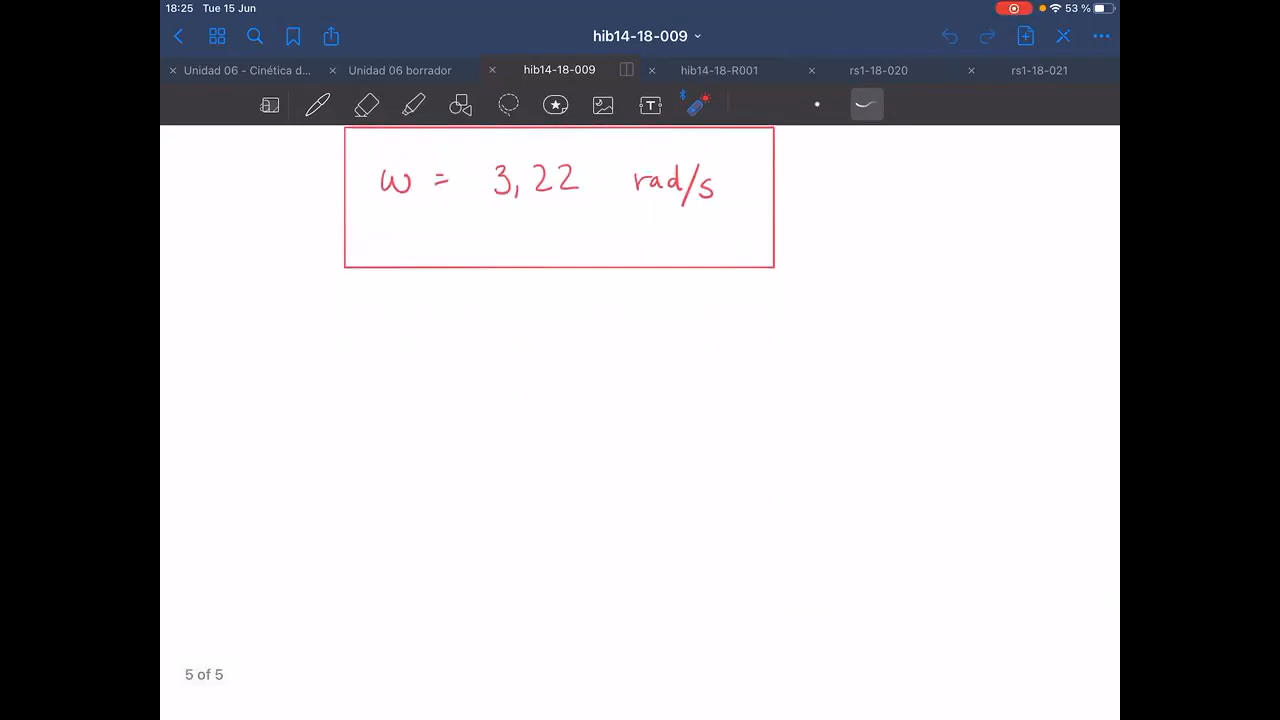 18:25 Tue 15 Jun 53 %
hib14-18-009
Unidad 06 - Cinética d... Unidad 06 borrador hib14-18-009 hib14-18-R001 rs1-18-020 rs1-18-021
T
ω = 3,22 rad/s
5 of 5